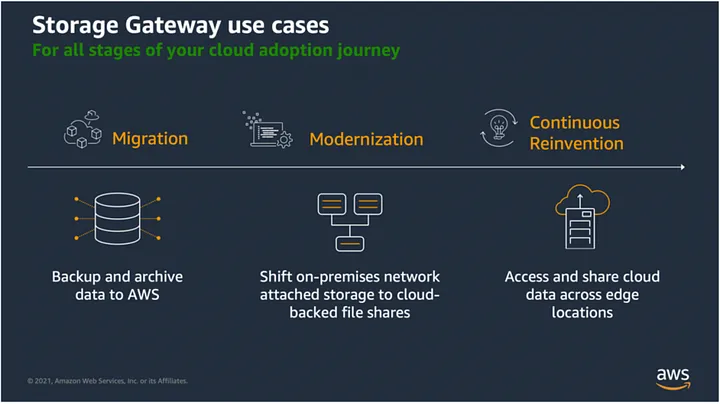 Storage Gateway use cases
For all stages of your cloud adoption journey
Migration
Modernization
Continuous
Reinvention
Backup and archive
data to AWS
Shift on-premises network
attached storage to cloud-
backed file shares
Access and share cloud
data across edge
locations
© 2021, Amazon Web Services, Inc. or its Affiliates.
aws